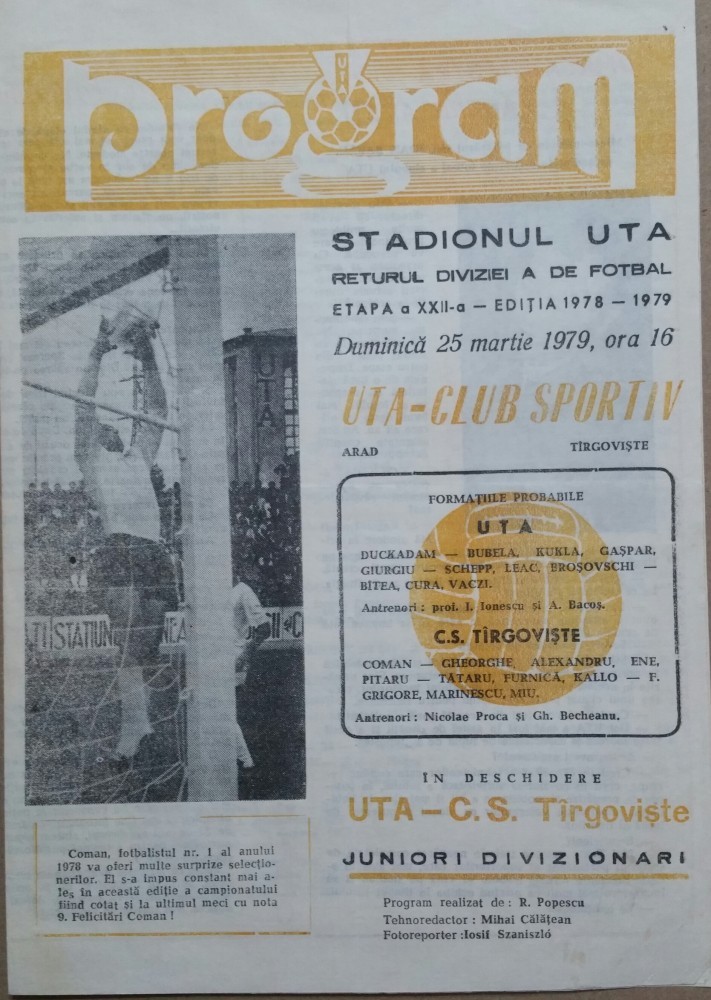 program
UTA
STADIONUL UTA
RETURUL DIVIZIEI A DE FOTBAL
ETAPA a XXII-a — EDIȚIA 1978 — 1979
Duminică 25 martie 1979, ora 16
UTA-CLUB SPORTIV
ARAD TÎRGOVIȘTE
FORMAȚIILE PROBABILE
UTA
DUCKADAM — BUBELA, KUKLA, GAȘPAR,
GIURGIU — SCHEPP, LEAC, BROȘOVSCHI —
BÎTEA, CURA, VACZI.
Antrenori : prof. I. Ionescu și A. Bacoș.
C.S. TÎRGOVIȘTE
COMAN — GHEORGHE, ALEXANDRU, ENE,
PITARU — TĂTARU, FURNICĂ, KALLO — F.
GRIGORE, MARINESCU, MIU.
Antrenori : Nicolae Proca și Gh. Becheanu.
UTA
STAȚIUN
Coman, fotbalistul nr. 1 al anului
1978 va oferi multe surprize selecțio-
nerilor. El s-a impus constant mai a-
les în această ediție a campionatului
fiind cotat și la ultimul meci cu nota
9. Felicitări Coman !
ÎN DESCHIDERE
UTA — C.S. Tîrgoviște
JUNIORI DIVIZIONARI
Program realizat de : R. Popescu
Tehnoredactor : Mihai Călățean
Fotoreporter :Iosif Szaniszló